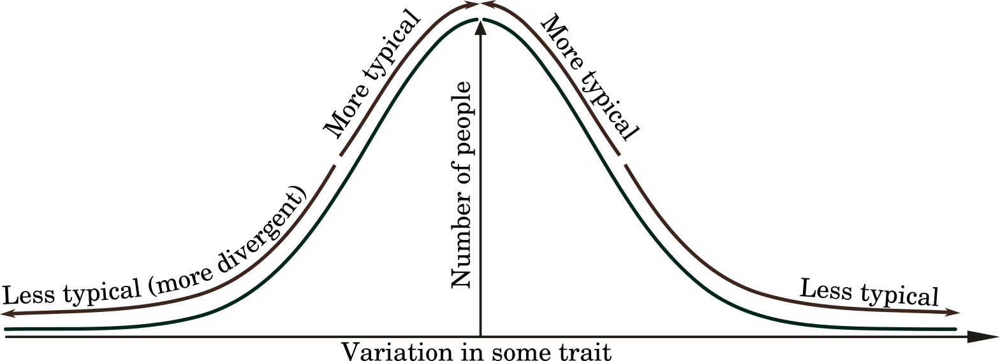 More typical
More typical
Number of people
Less typical (more divergent)
Less typical
Variation in some trait